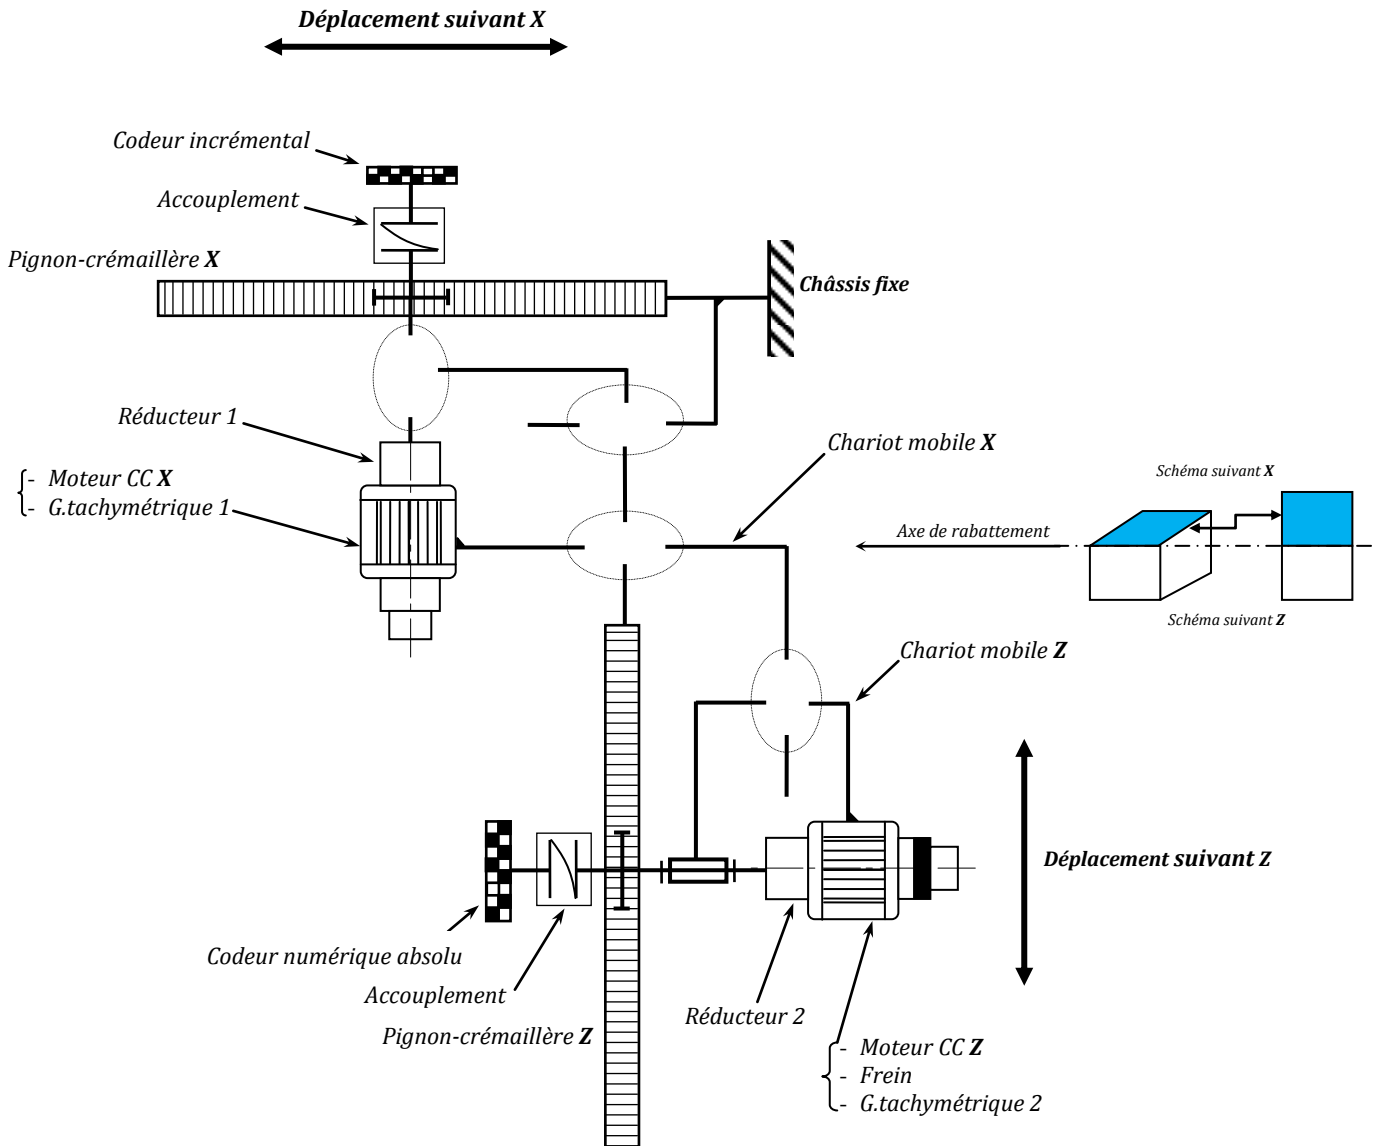 Déplacement suivant X
Codeur incrémental
Accouplement
Pignon-crémaillère X
Châssis fixe
Réducteur 1
- Moteur CC X
- G.tachymétrique 1
Chariot mobile X
Schéma suivant X
Axe de rabattement
Schéma suivant Z
Chariot mobile Z
Déplacement suivant Z
Codeur numérique absolu
Accouplement
Réducteur 2
Pignon-crémaillère Z
- Moteur CC Z
- Frein
- G.tachymétrique 2